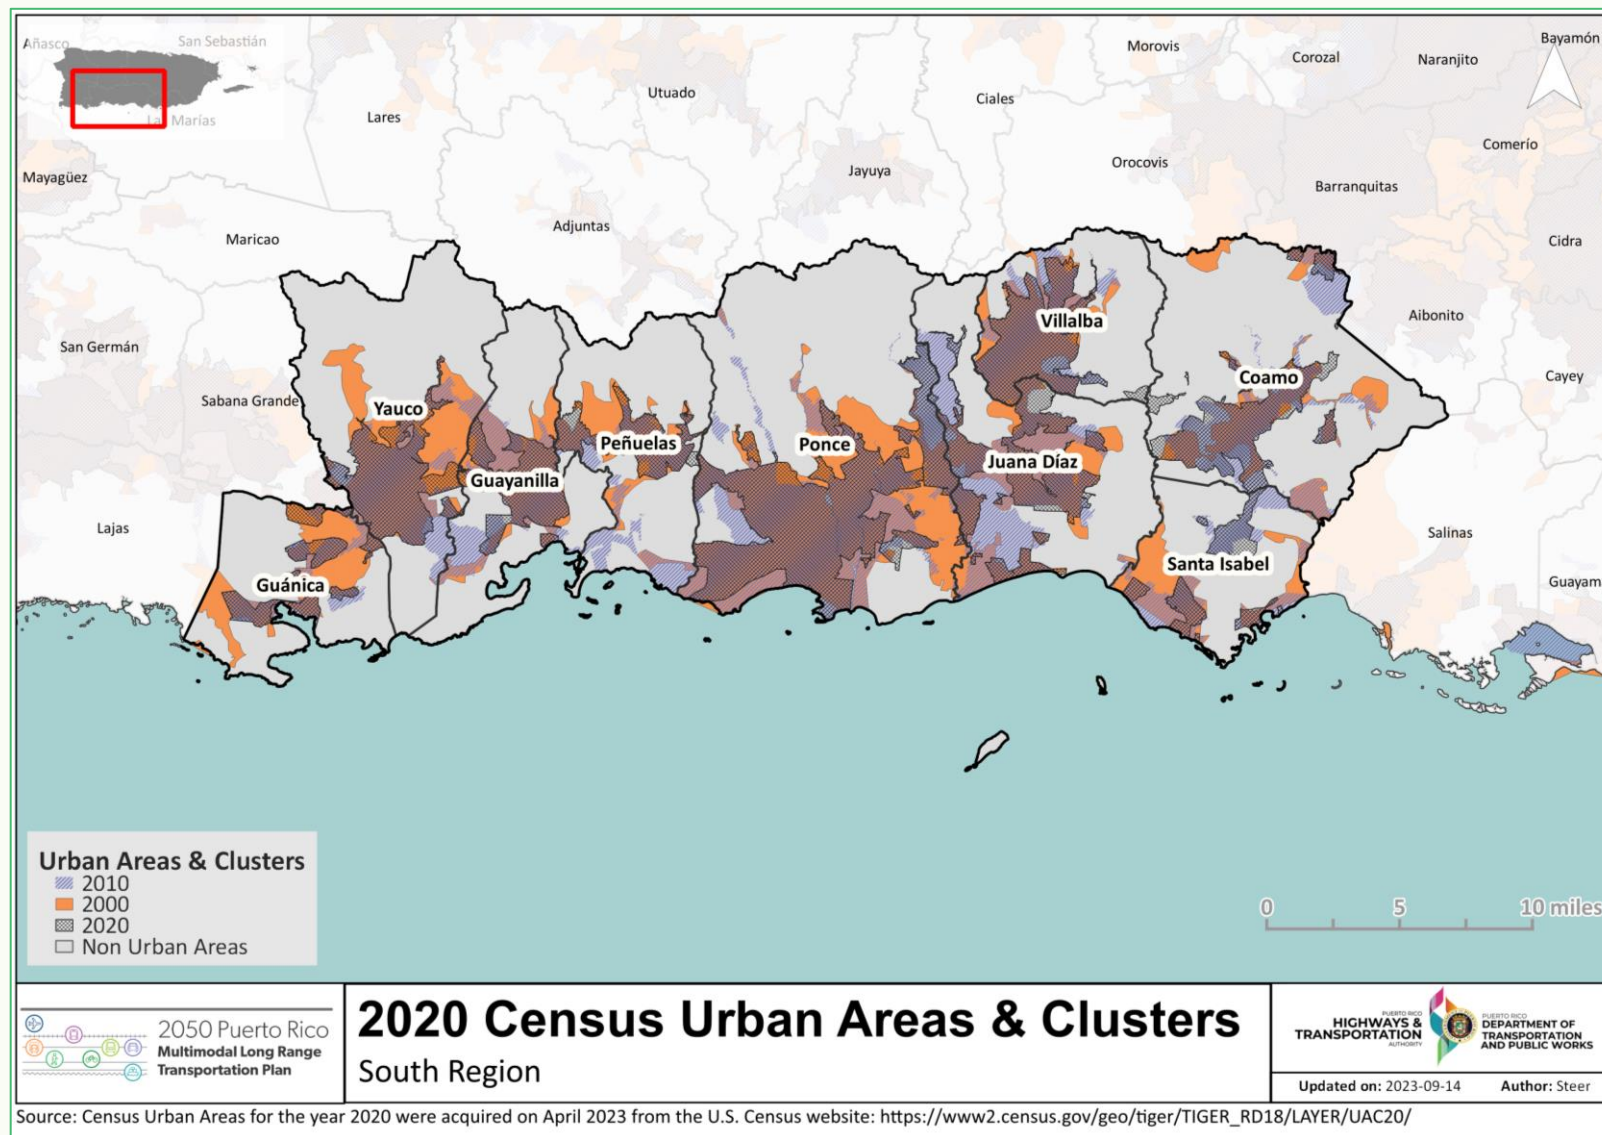 Añasco
San Sebastián
Las Marías
Mayagüez
Lares
Utuado
Ciales
Morovis
Corozal
Naranjito
Bayamón
Comerío
Orocovis
Barranquitas
Jayuya
Adjuntas
Maricao
Cidra
San Germán
Sabana Grande
Aibonito
Cayey
Lajas
Salinas
Guayam
Villalba
Coamo
Yauco
Peñuelas
Ponce
Juana Díaz
Guayanilla
Guánica
Santa Isabel
Urban Areas & Clusters
2010
2000
2020
Non Urban Areas
0 5 10 miles
2050 Puerto Rico
Multimodal Long Range
Transportation Plan
2020 Census Urban Areas & Clusters
South Region
PUERTO RICO
HIGHWAYS &
TRANSPORTATION
AUTHORITY
PUERTO RICO
DEPARTMENT OF
TRANSPORTATION
AND PUBLIC WORKS
Updated on: 2023-09-14 Author: Steer
Source: Census Urban Areas for the year 2020 were acquired on April 2023 from the U.S. Census website: https://www2.census.gov/geo/tiger/TIGER_RD18/LAYER/UAC20/